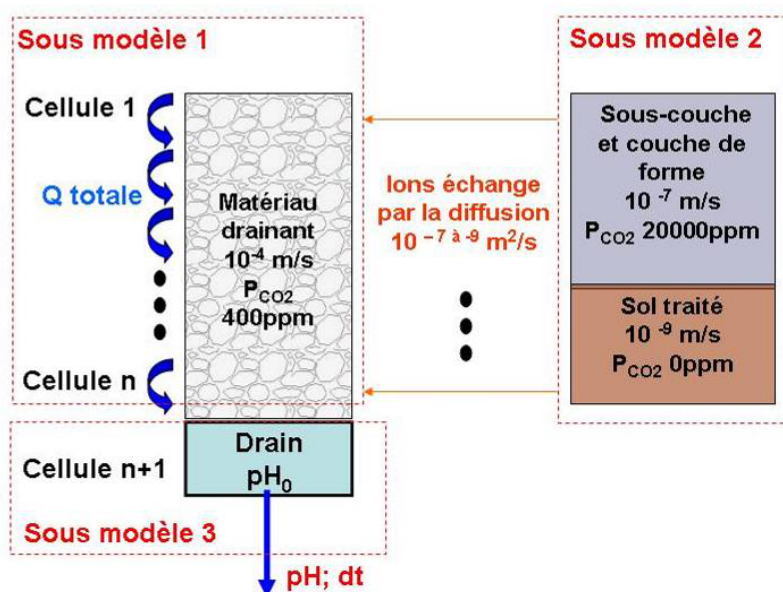 Sous modèle 1
Cellule 1
Q totale
Cellule n
Matériau
drainant
10⁻⁴ m/s
P_CO2
400ppm
Ions échange
par la diffusion
10 ⁻⁷ ᵃ̀ ⁻⁹ m²/s
Sous modèle 2
Sous-couche
et couche de
forme
10 ⁻⁷ m/s
P_CO2 20000ppm
Sol traité
10 ⁻⁹ m/s
P_CO2 0ppm
Cellule n+1
Drain
pH₀
Sous modèle 3
pH; dt